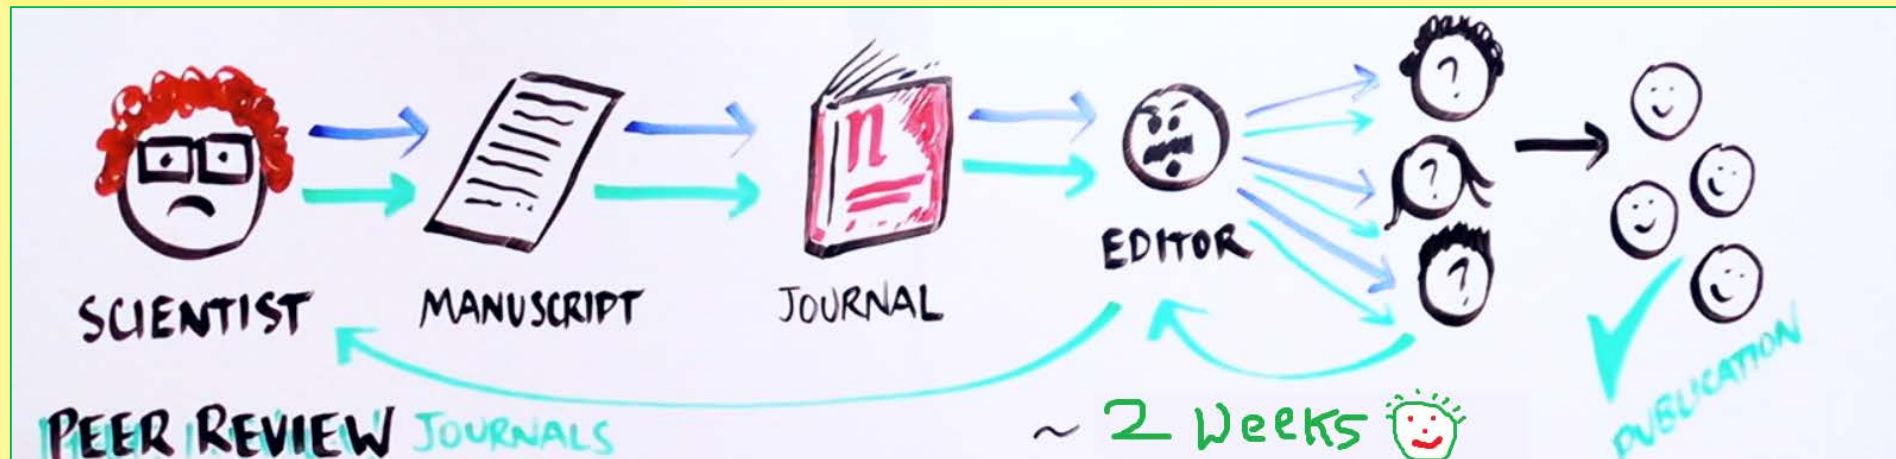 n
? ? ?
EDITOR
SCIENTIST
MANUSCRIPT
JOURNAL
PUBLICATION
PEER REVIEW JOURNALS
~ 2 Weeks